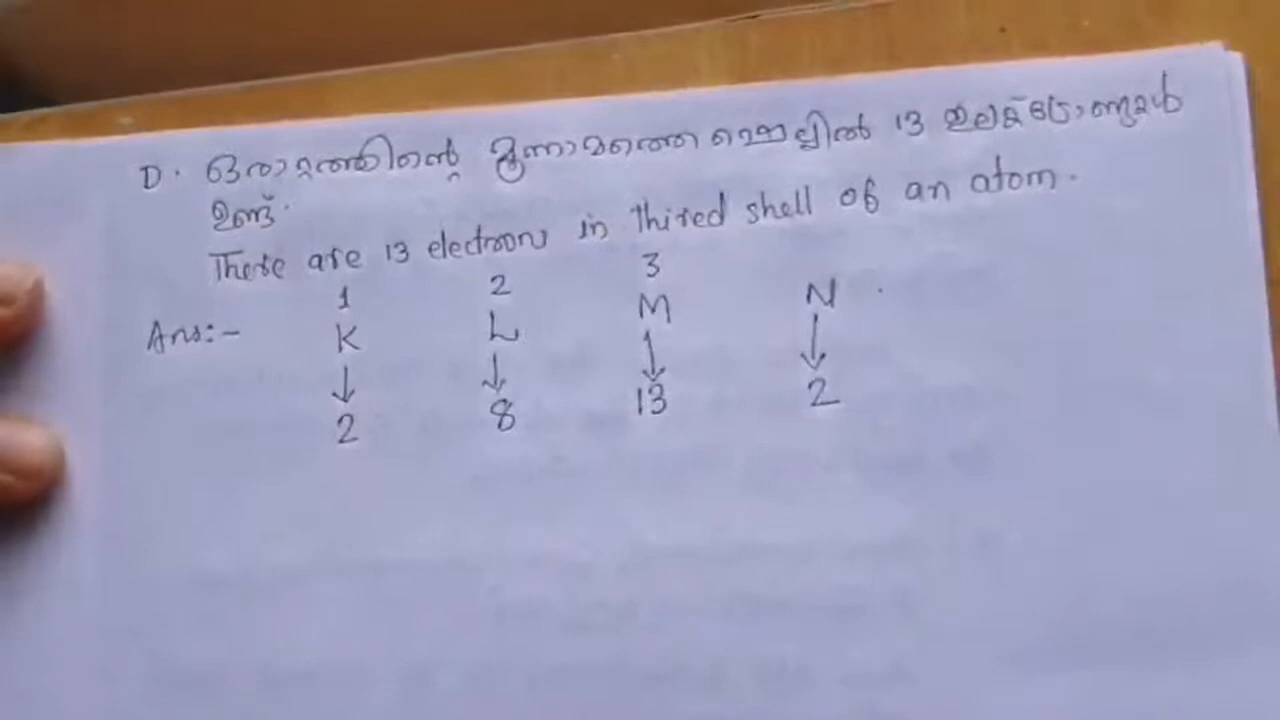 D. ഒരാറ്റത്തിന്റെ മൂന്നാമത്തെ ഷെല്ലിൽ 13 ഇലക്ട്രോണുകൾ
ഉണ്ട്.
There are 13 electrons in third shell of an atom.
1 2 3
Ans:- K L M N
↓ ↓ ↓ ↓
2 8 13 2